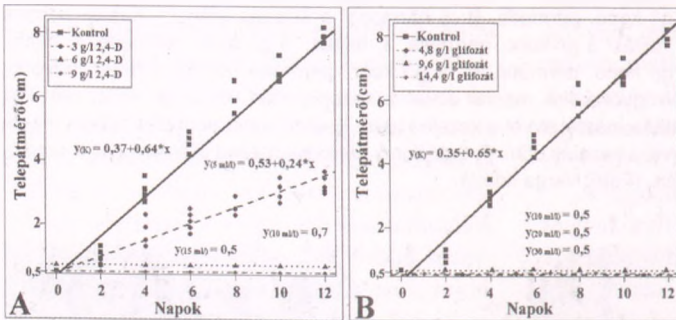 Telepátmérő(cm)
8
6
4
2
0,5
Kontrol
3 g/l 2,4-D
6 g/l 2,4-D
9 g/l 2,4-D
y(K) = 0,37+0,64*x
y(5 ml/l) = 0,53+0,24*x
y(10 ml/l) = 0,7
y(15 ml/l) = 0,5
A
0 2 4 6 8 10 12
Napok
Telepátmérő(cm)
8
6
4
2
0,5
Kontrol
4,8 g/l glifozát
9,6 g/l glifozát
14,4 g/l glifozát
y(K) = 0.35+0.65*x
y(10 ml/l) = 0,5
y(20 ml/l) = 0,5
y(30 ml/l) = 0,5
B
0 2 4 6 8 10 12
Napok